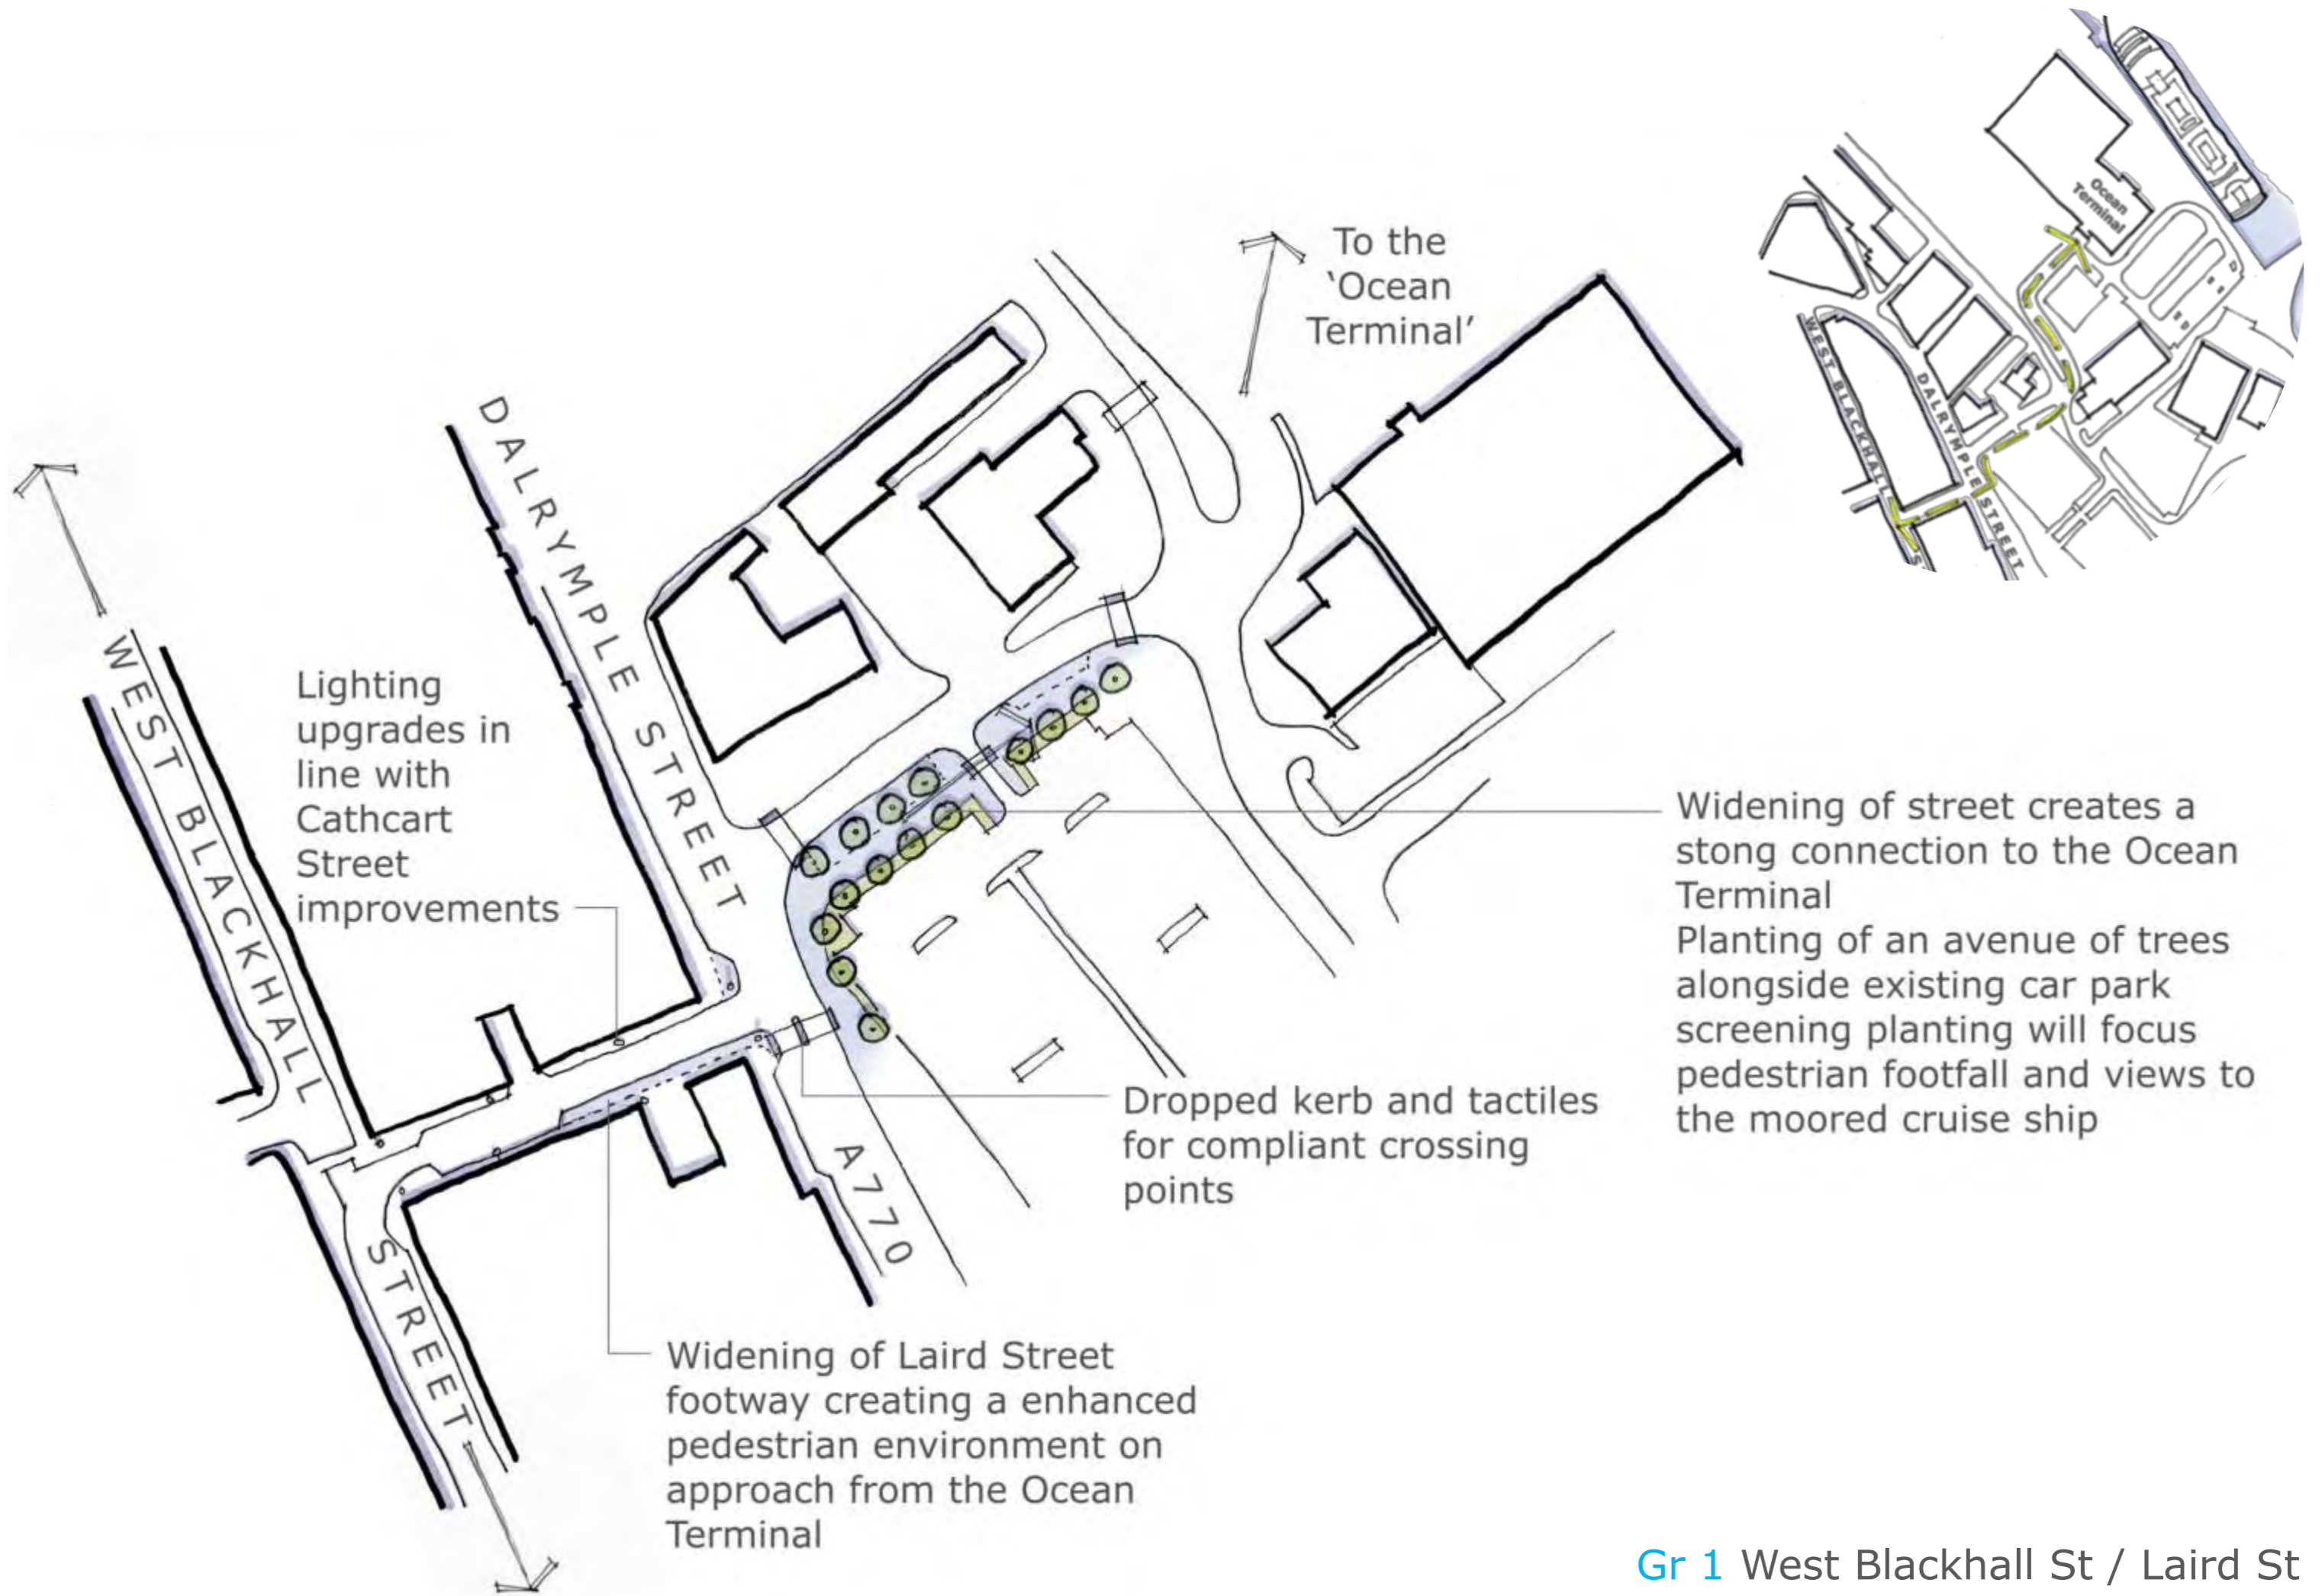 To the
‘Ocean
Terminal’
Ocean
Terminal
WEST BLACKHALL S
DALRYMPLE STREET
DALRYMPLE STREET
WEST BLACKHALL
STREET
Lighting
upgrades in
line with
Cathcart
Street
improvements
Widening of street creates a
stong connection to the Ocean
Terminal
Planting of an avenue of trees
alongside existing car park
screening planting will focus
pedestrian footfall and views to
the moored cruise ship
Dropped kerb and tactiles
for compliant crossing
points
A770
Widening of Laird Street
footway creating a enhanced
pedestrian environment on
approach from the Ocean
Terminal
Gr 1 West Blackhall St / Laird St